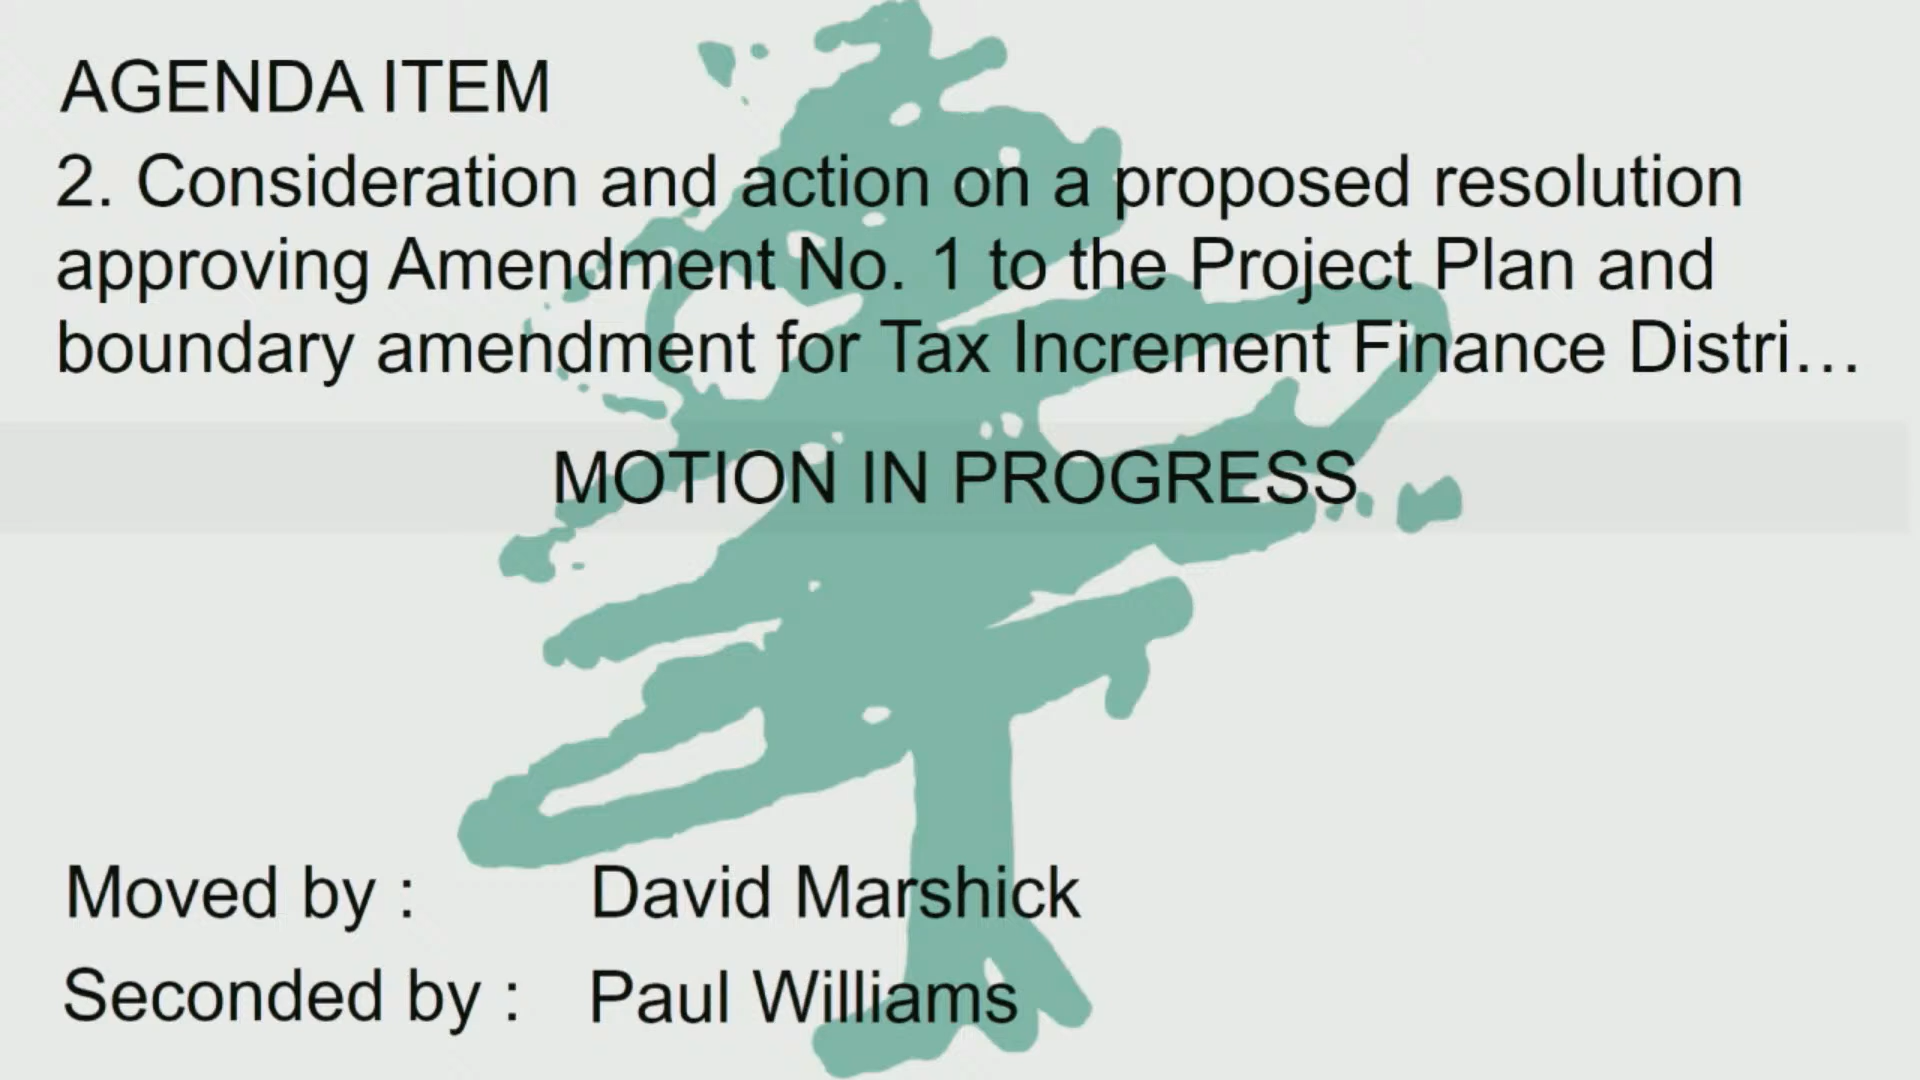 AGENDA ITEM
2. Consideration and action on a proposed resolution
approving Amendment No. 1 to the Project Plan and
boundary amendment for Tax Increment Finance Distri…
MOTION IN PROGRESS
Moved by : David Marshick
Seconded by : Paul Williams